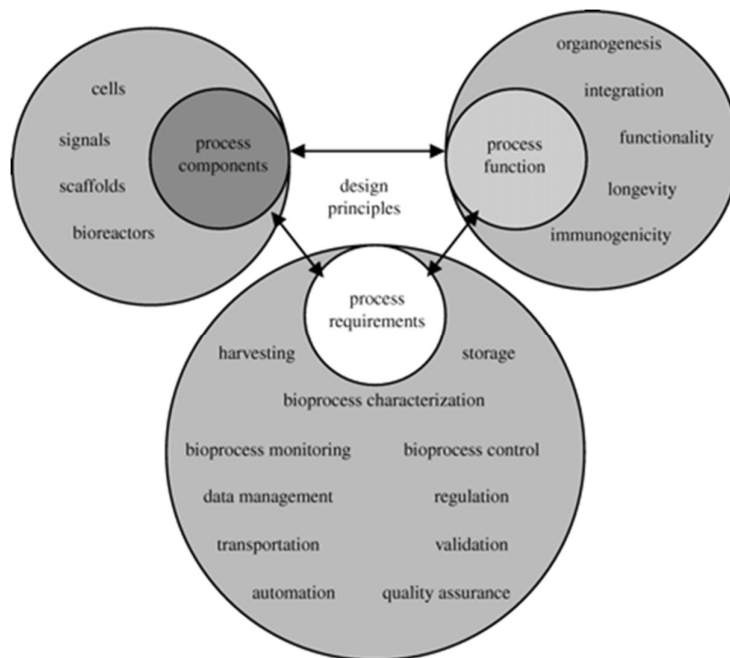 cells
signals
scaffolds
bioreactors
process
components
design
principles
organogenesis
integration
functionality
longevity
immunogenicity
process
function
process
requirements
harvesting
storage
bioprocess characterization
bioprocess monitoring
bioprocess control
data management
regulation
transportation
validation
automation
quality assurance